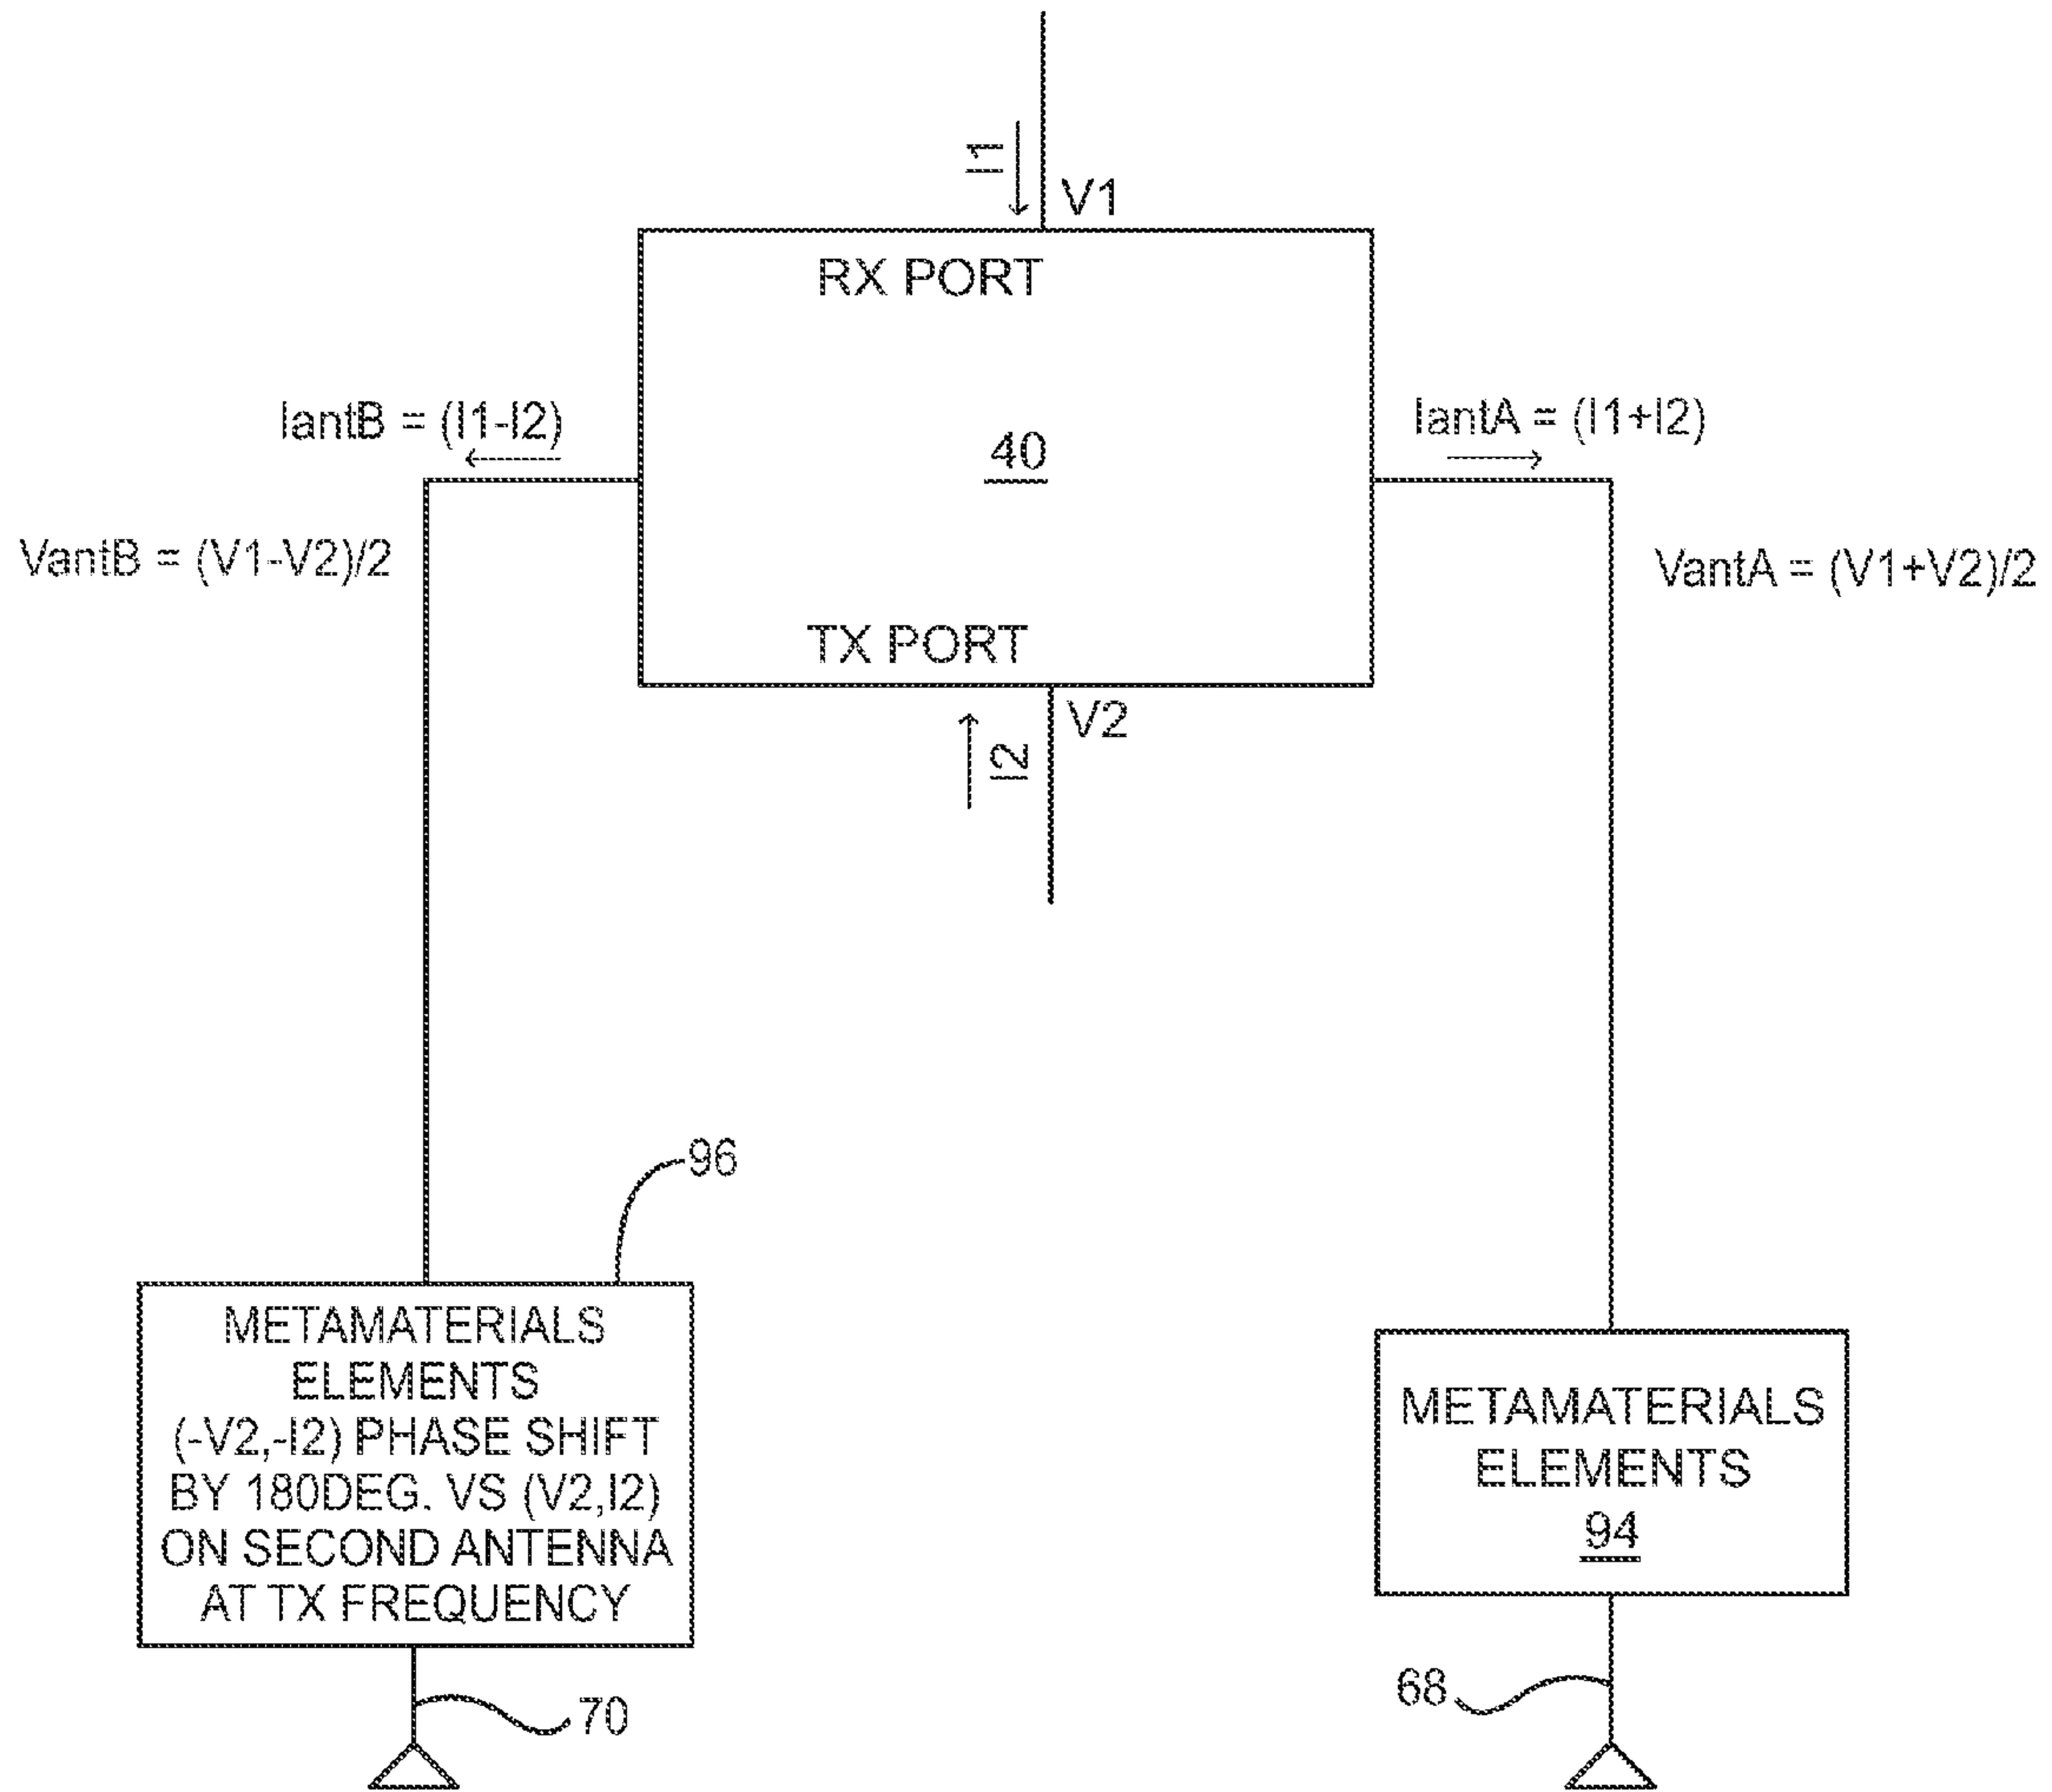 I1
V1
RX PORT
IantB = (I1-I2)
40
IantA = (I1+I2)
VantB = (V1-V2)/2
VantA = (V1+V2)/2
TX PORT
V2
I2
96
METAMATERIALS
ELEMENTS
(-V2,-I2) PHASE SHIFT
BY 180DEG. VS (V2,I2)
ON SECOND ANTENNA
AT TX FREQUENCY
METAMATERIALS
ELEMENTS
94
70
68